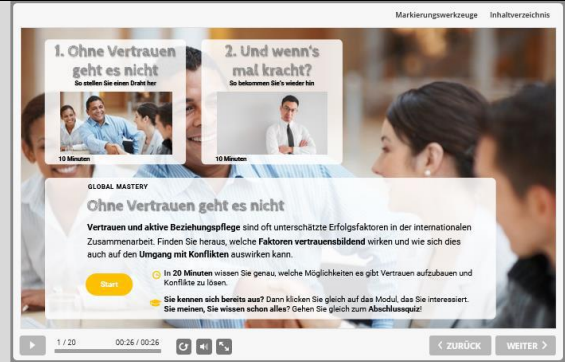 Markierungswerkzeuge Inhaltverzeichnis
1. Ohne Vertrauen
geht es nicht
So stellen Sie einen Draht her
10 Minuten
2. Und wenn's
mal kracht?
So bekommen Sie's wieder hin
10 Minuten
GLOBAL MASTERY
Ohne Vertrauen geht es nicht
Vertrauen und aktive Beziehungspflege sind oft unterschätzte Erfolgsfaktoren in der internationalen
Zusammenarbeit. Finden Sie heraus, welche Faktoren vertrauensbildend wirken und wie sich dies
auch auf den Umgang mit Konflikten auswirken kann.
Start
In 20 Minuten wissen Sie genau, welche Möglichkeiten es gibt Vertrauen aufzubauen und
Konflikte zu lösen.
Sie kennen sich bereits aus? Dann klicken Sie gleich auf das Modul, das Sie interessiert.
Sie meinen, Sie wissen schon alles? Gehen Sie gleich zum Abschlussquiz!
1 / 20 00:26 / 00:26 < ZURÜCK WEITER >